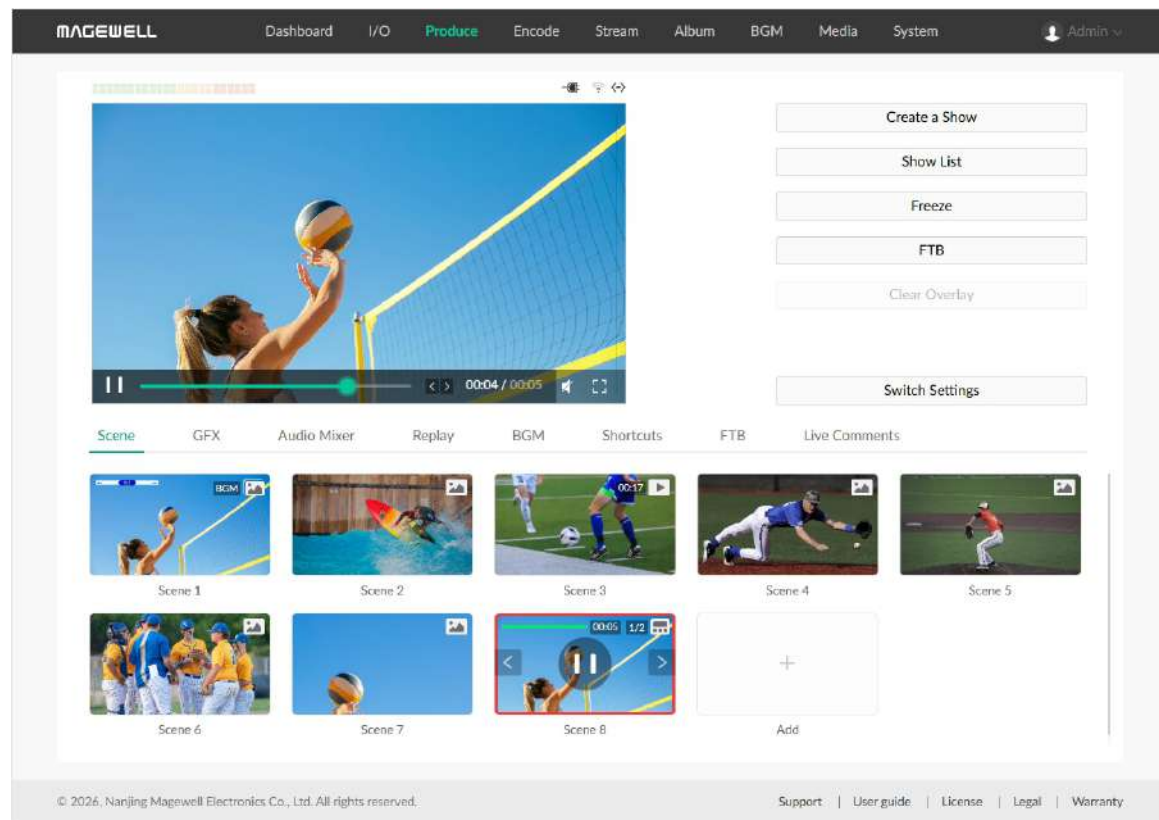 MAGEWELL
Dashboard I/O Produce Encode Stream Album BGM Media System Admin
Create a Show
Show List
Freeze
FTB
Clear Overlay
00:04 / 00:05
Switch Settings
Scene GFX Audio Mixer Replay BGM Shortcuts FTB Live Comments
BGM 00:17
Scene 1 Scene 2 Scene 3 Scene 4 Scene 5
00:05 1/2
Scene 6 Scene 7 Scene 8 Add
© 2026, Nanjing Magewell Electronics Co., Ltd. All rights reserved. Support | User guide | License | Legal | Warranty